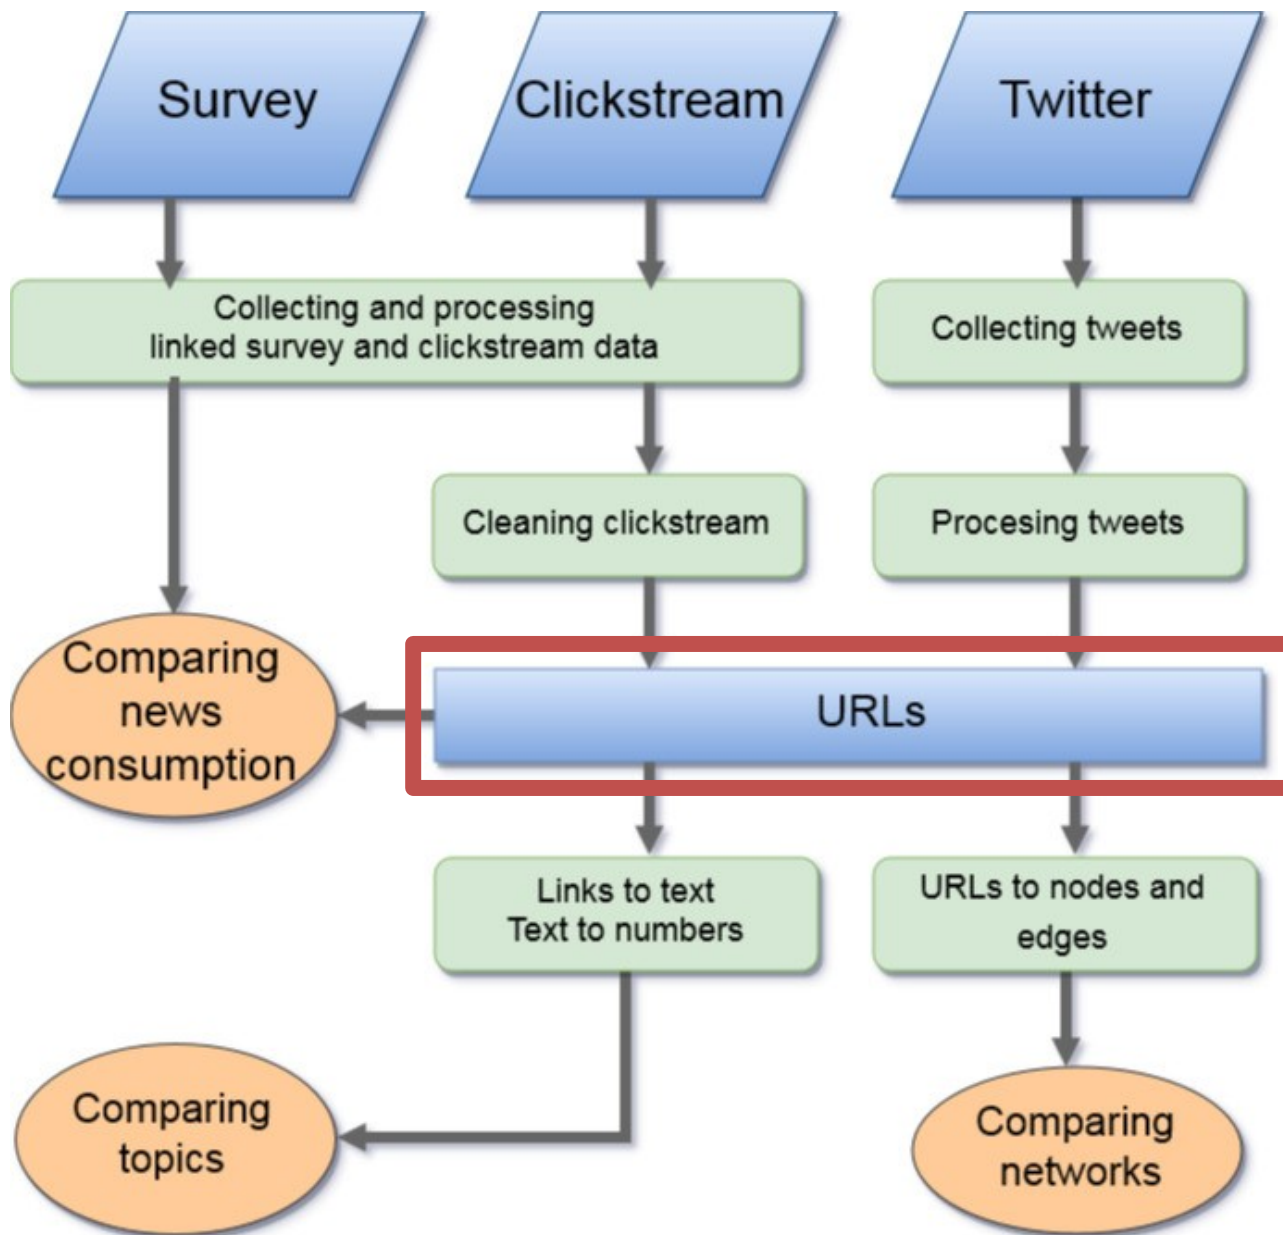 Survey
Clickstream
Twitter
Collecting and processing
linked survey and clickstream data
Collecting tweets
Cleaning clickstream
Procesing tweets
Comparing
news
consumption
URLs
Links to text
Text to numbers
URLs to nodes and
edges
Comparing
topics
Comparing
networks